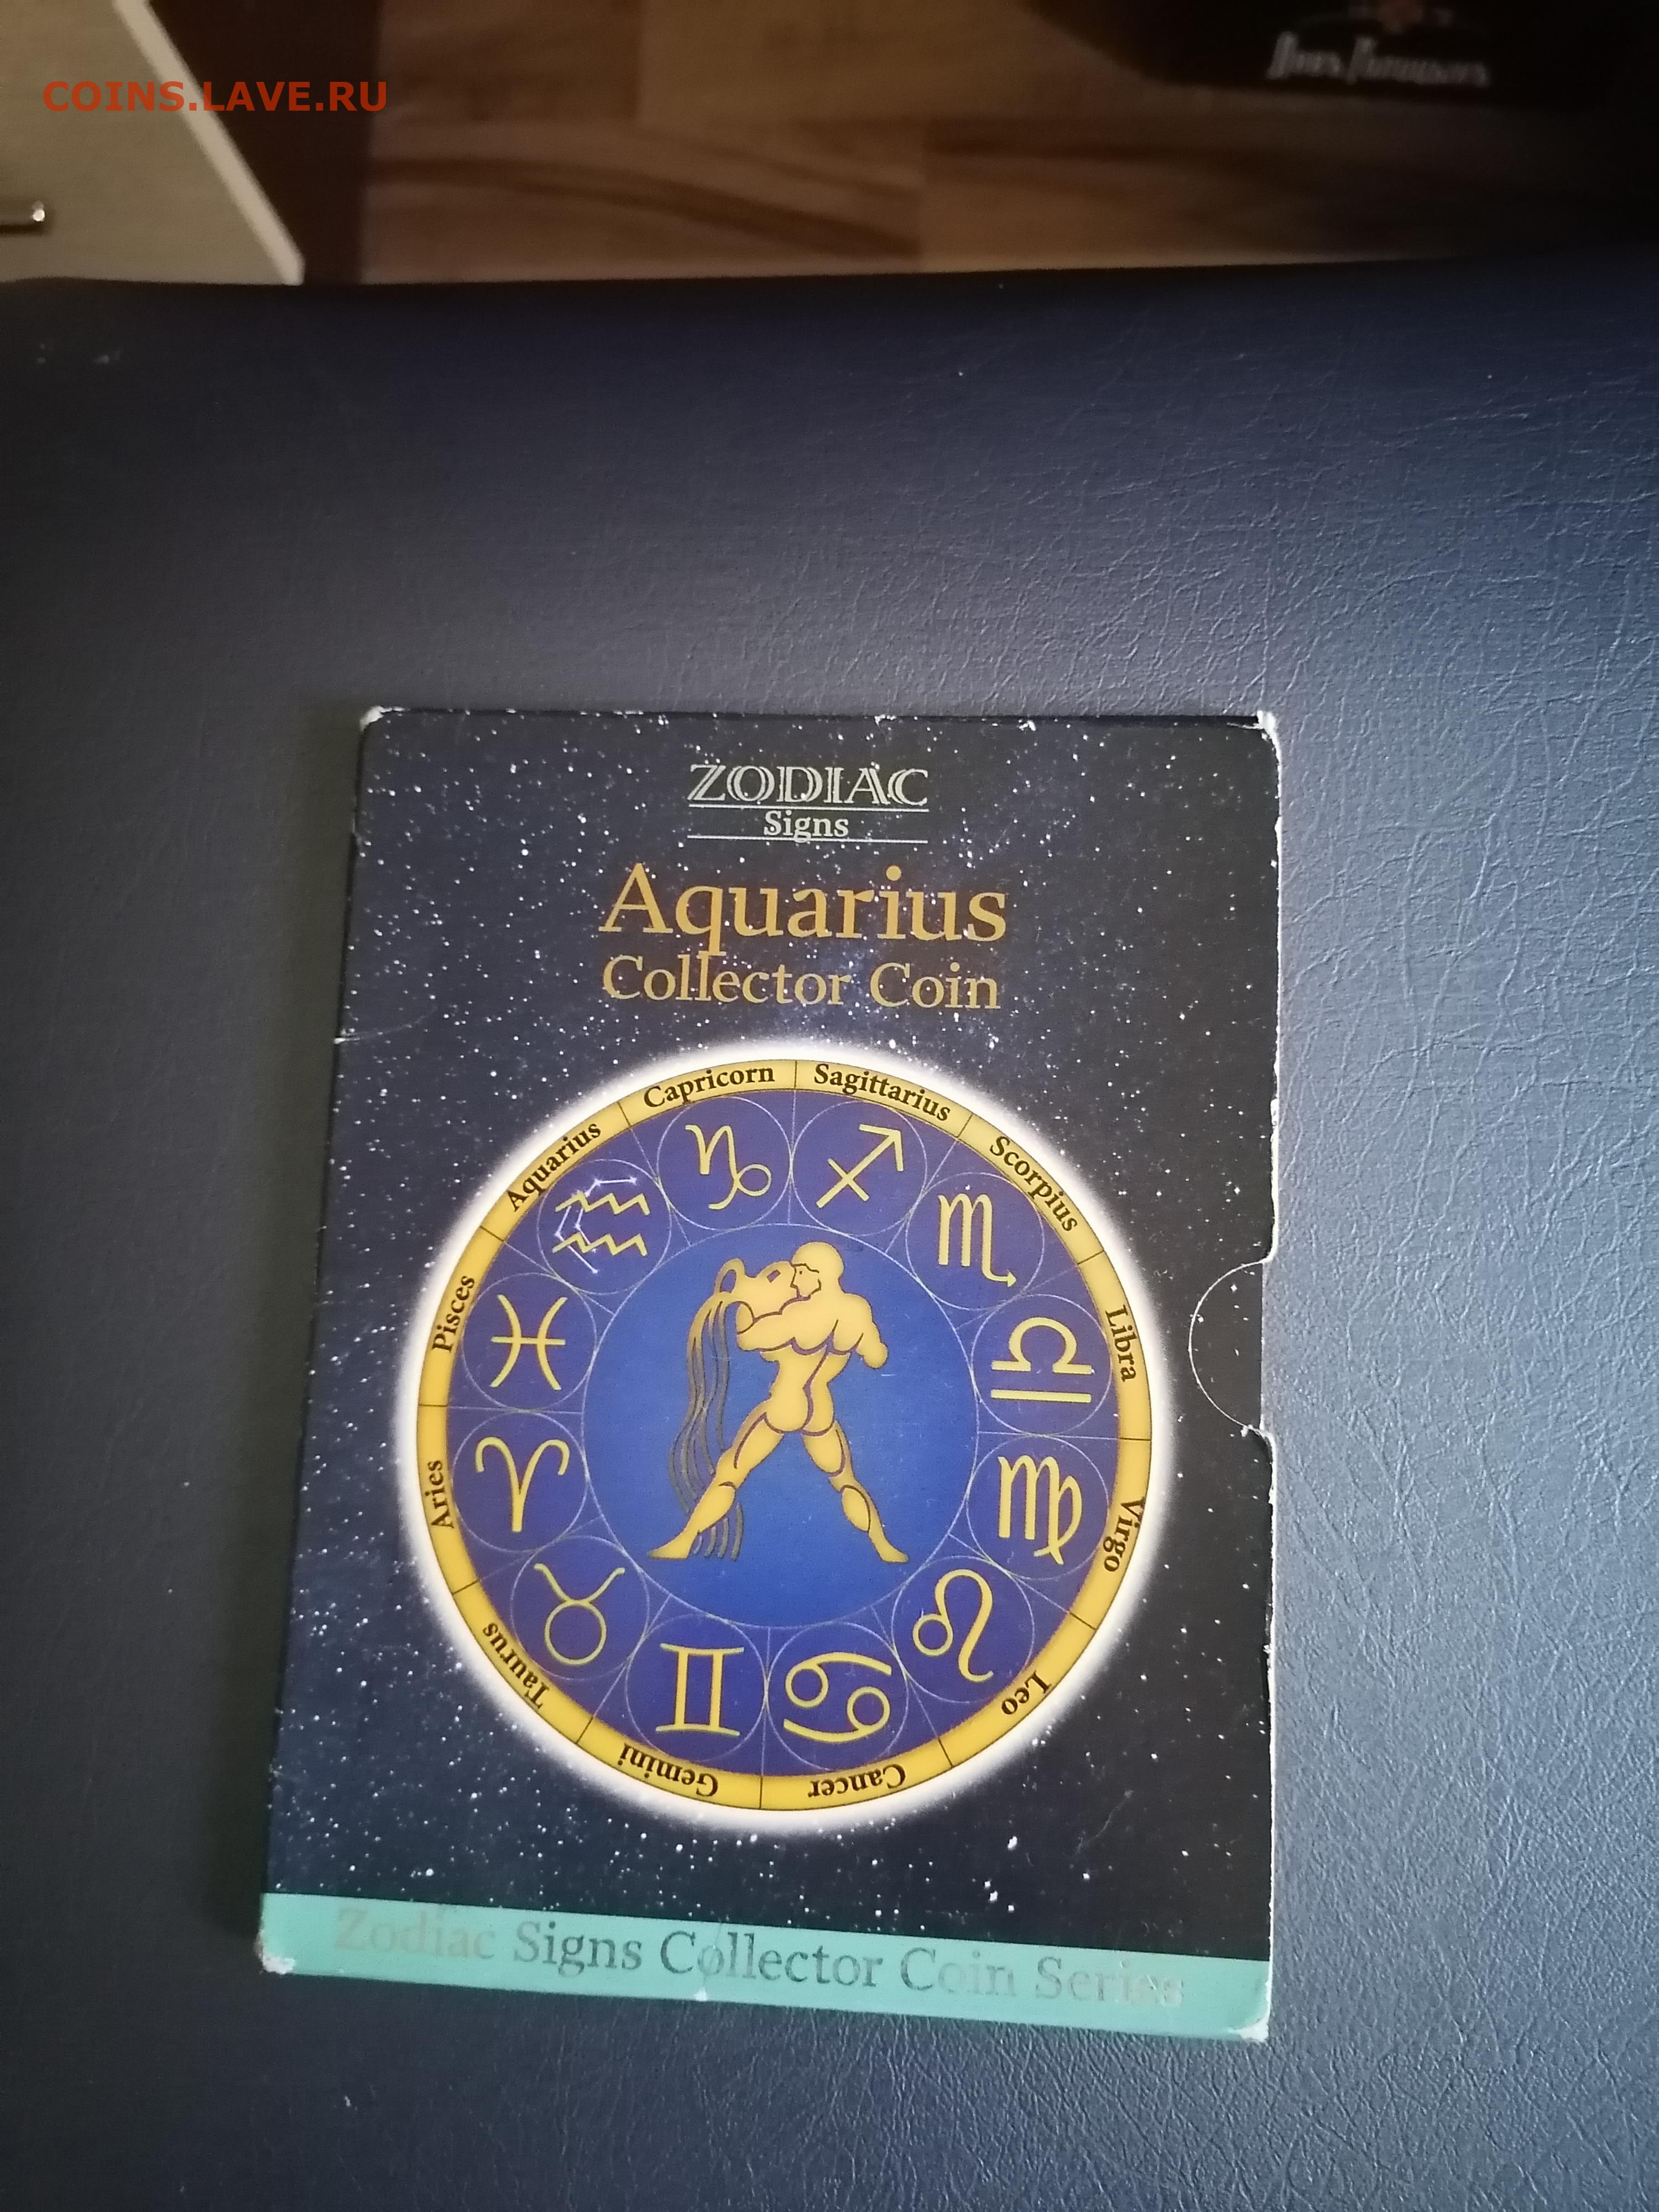 COINS.LAVE.RU
ZODIAC
Signs
Aquarius
Collector Coin
Capricorn
Sagittarius
Scorpius
Libra
Virgo
Leo
Cancer
Gemini
Taurus
Aries
Pisces
Aquarius
Zodiac Signs Collector Coin Series